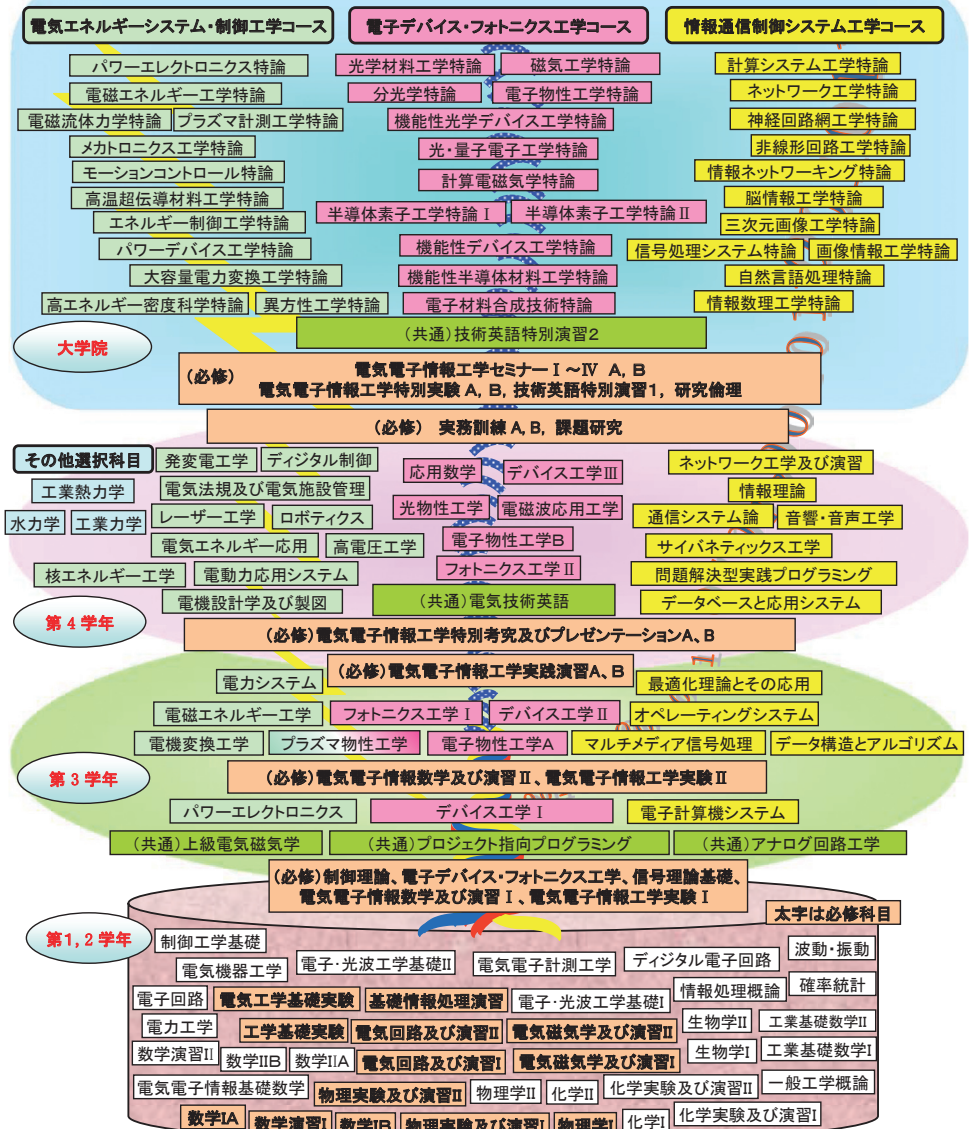 電気エネルギーシステム・制御工学コース
電子デバイス・フォトニクス工学コース
情報通信制御システム工学コース
パワーエレクトロニクス特論
光学材料工学特論
磁気工学特論
計算システム工学特論
電磁エネルギー工学特論
分光学特論
電子物性工学特論
ネットワーク工学特論
電磁流体力学特論
プラズマ計測工学特論
機能性光学デバイス工学特論
神経回路網工学特論
メカトロニクス工学特論
光・量子電子工学特論
非線形回路工学特論
モーションコントロール特論
計算電磁気学特論
情報ネットワーキング特論
高温超伝導材料工学特論
脳情報工学特論
エネルギー制御工学特論
半導体素子工学特論Ⅰ
半導体素子工学特論Ⅱ
三次元画像工学特論
パワーデバイス工学特論
機能性デバイス工学特論
信号処理システム特論
画像情報工学特論
大容量電力変換工学特論
機能性半導体材料工学特論
自然言語処理特論
高エネルギー密度科学特論
異方性工学特論
電子材料合成技術特論
情報数理工学特論
(共通)技術英語特別演習2
大学院
(必修)
電気電子情報工学セミナーⅠ～Ⅳ A, B
電気電子情報工学特別実験 A, B, 技術英語特別演習1, 研究倫理
(必修) 実務訓練 A, B, 課題研究
その他選択科目
発変電工学
ディジタル制御
応用数学
デバイス工学Ⅲ
ネットワーク工学及び演習
工業熱力学
電気法規及び電気施設管理
情報理論
水力学
工業力学
レーザー工学
ロボティクス
光物性工学
電磁波応用工学
通信システム論
音響・音声工学
電気エネルギー応用
高電圧工学
電子物性工学B
サイバネティックス工学
核エネルギー工学
電動力応用システム
フォトニクス工学Ⅱ
問題解決型実践プログラミング
電機設計学及び製図
(共通)電気技術英語
データベースと応用システム
第4学年
(必修)電気電子情報工学特別考究及びプレゼンテーションA、B
(必修)電気電子情報工学実践演習A、B
電力システム
最適化理論とその応用
電磁エネルギー工学
フォトニクス工学Ⅰ
デバイス工学Ⅱ
オペレーティングシステム
電機変換工学
プラズマ物性工学
電子物性工学A
マルチメディア信号処理
データ構造とアルゴリズム
第3学年
(必修)電気電子情報数学及び演習Ⅱ、電気電子情報工学実験Ⅱ
パワーエレクトロニクス
デバイス工学Ⅰ
電子計算機システム
(共通)上級電気磁気学
(共通)プロジェクト指向プログラミング
(共通)アナログ回路工学
(必修)制御理論、電子デバイス・フォトニクス工学、信号理論基礎、
電気電子情報数学及び演習Ⅰ、電気電子情報工学実験Ⅰ
太字は必修科目
第1,2学年
制御工学基礎
電気機器工学
電子・光波工学基礎II
電気電子計測工学
ディジタル電子回路
波動・振動
電子回路
電気工学基礎実験
基礎情報処理演習
電子・光波工学基礎I
情報処理概論
確率統計
電力工学
工学基礎実験
電気回路及び演習II
電気磁気学及び演習II
生物学II
工業基礎数学II
数学演習II
数学IIB
数学IIA
電気回路及び演習I
電気磁気学及び演習I
生物学I
工業基礎数学I
電気電子情報基礎数学
物理実験及び演習II
物理学II
化学II
化学実験及び演習II
一般工学概論
数学IA
数学演習I
数学IB
物理実験及び演習I
物理学I
化学I
化学実験及び演習I